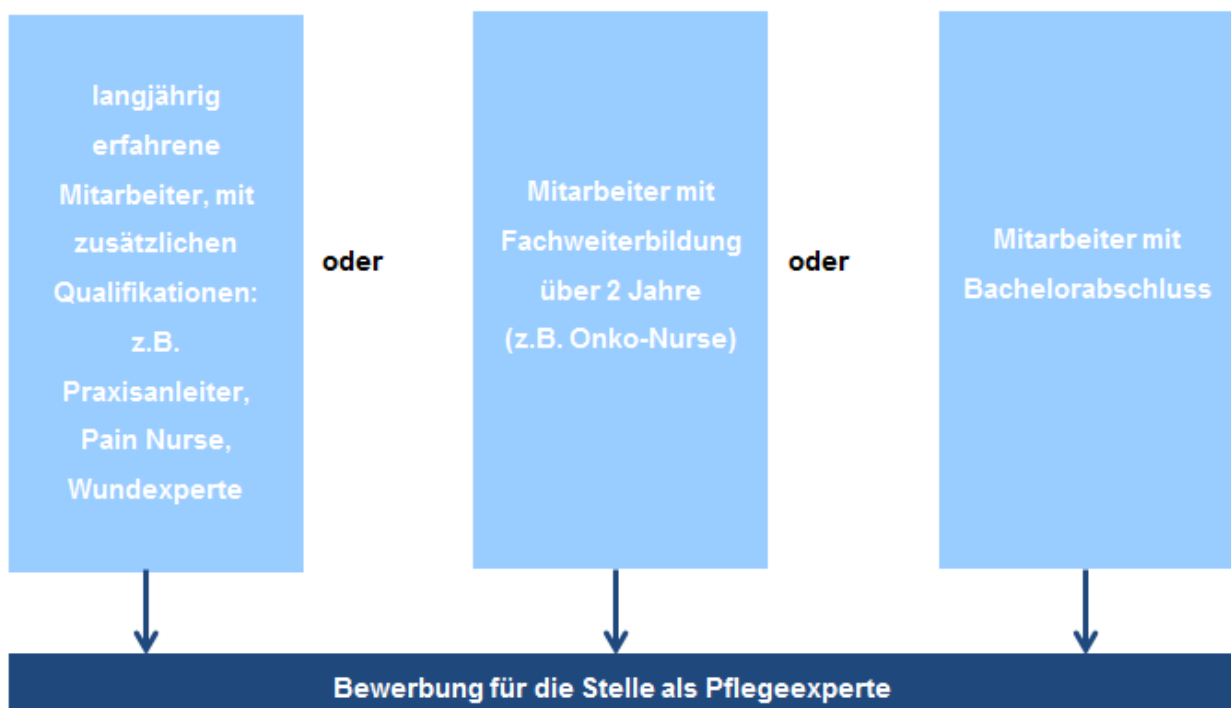 langjährig
erfahrene
Mitarbeiter, mit
zusätzlichen
Qualifikationen:
z.B.
Praxisanleiter,
Pain Nurse,
Wundexperte
oder
Mitarbeiter mit
Fachweiterbildung
über 2 Jahre
(z.B. Onko-Nurse)
oder
Mitarbeiter mit
Bachelorabschluss
Bewerbung für die Stelle als Pflegeexperte